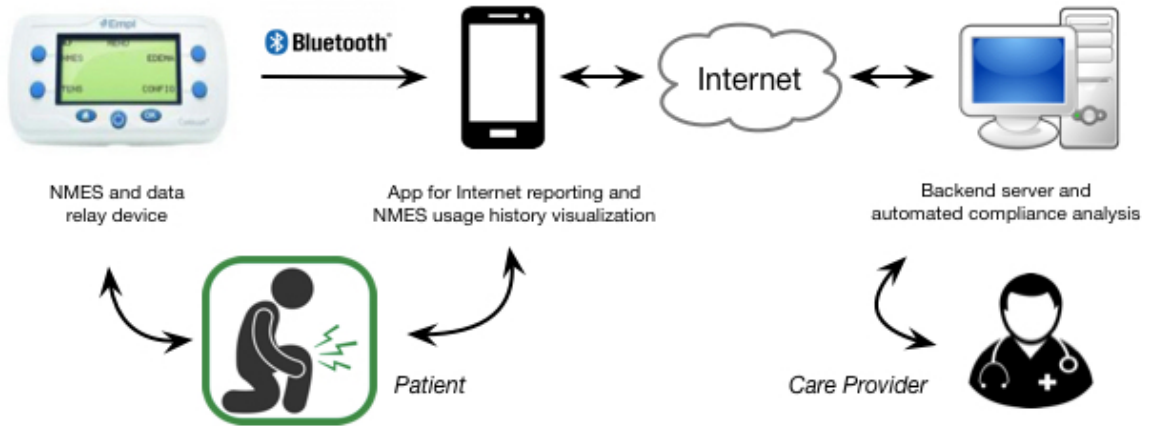 Empi
MENU
NMES
EDEMA
TENS
CONFIG
OK
Bluetooth®
Internet
NMES and data
relay device
App for Internet reporting and
NMES usage history visualization
Backend server and
automated compliance analysis
Patient
Care Provider